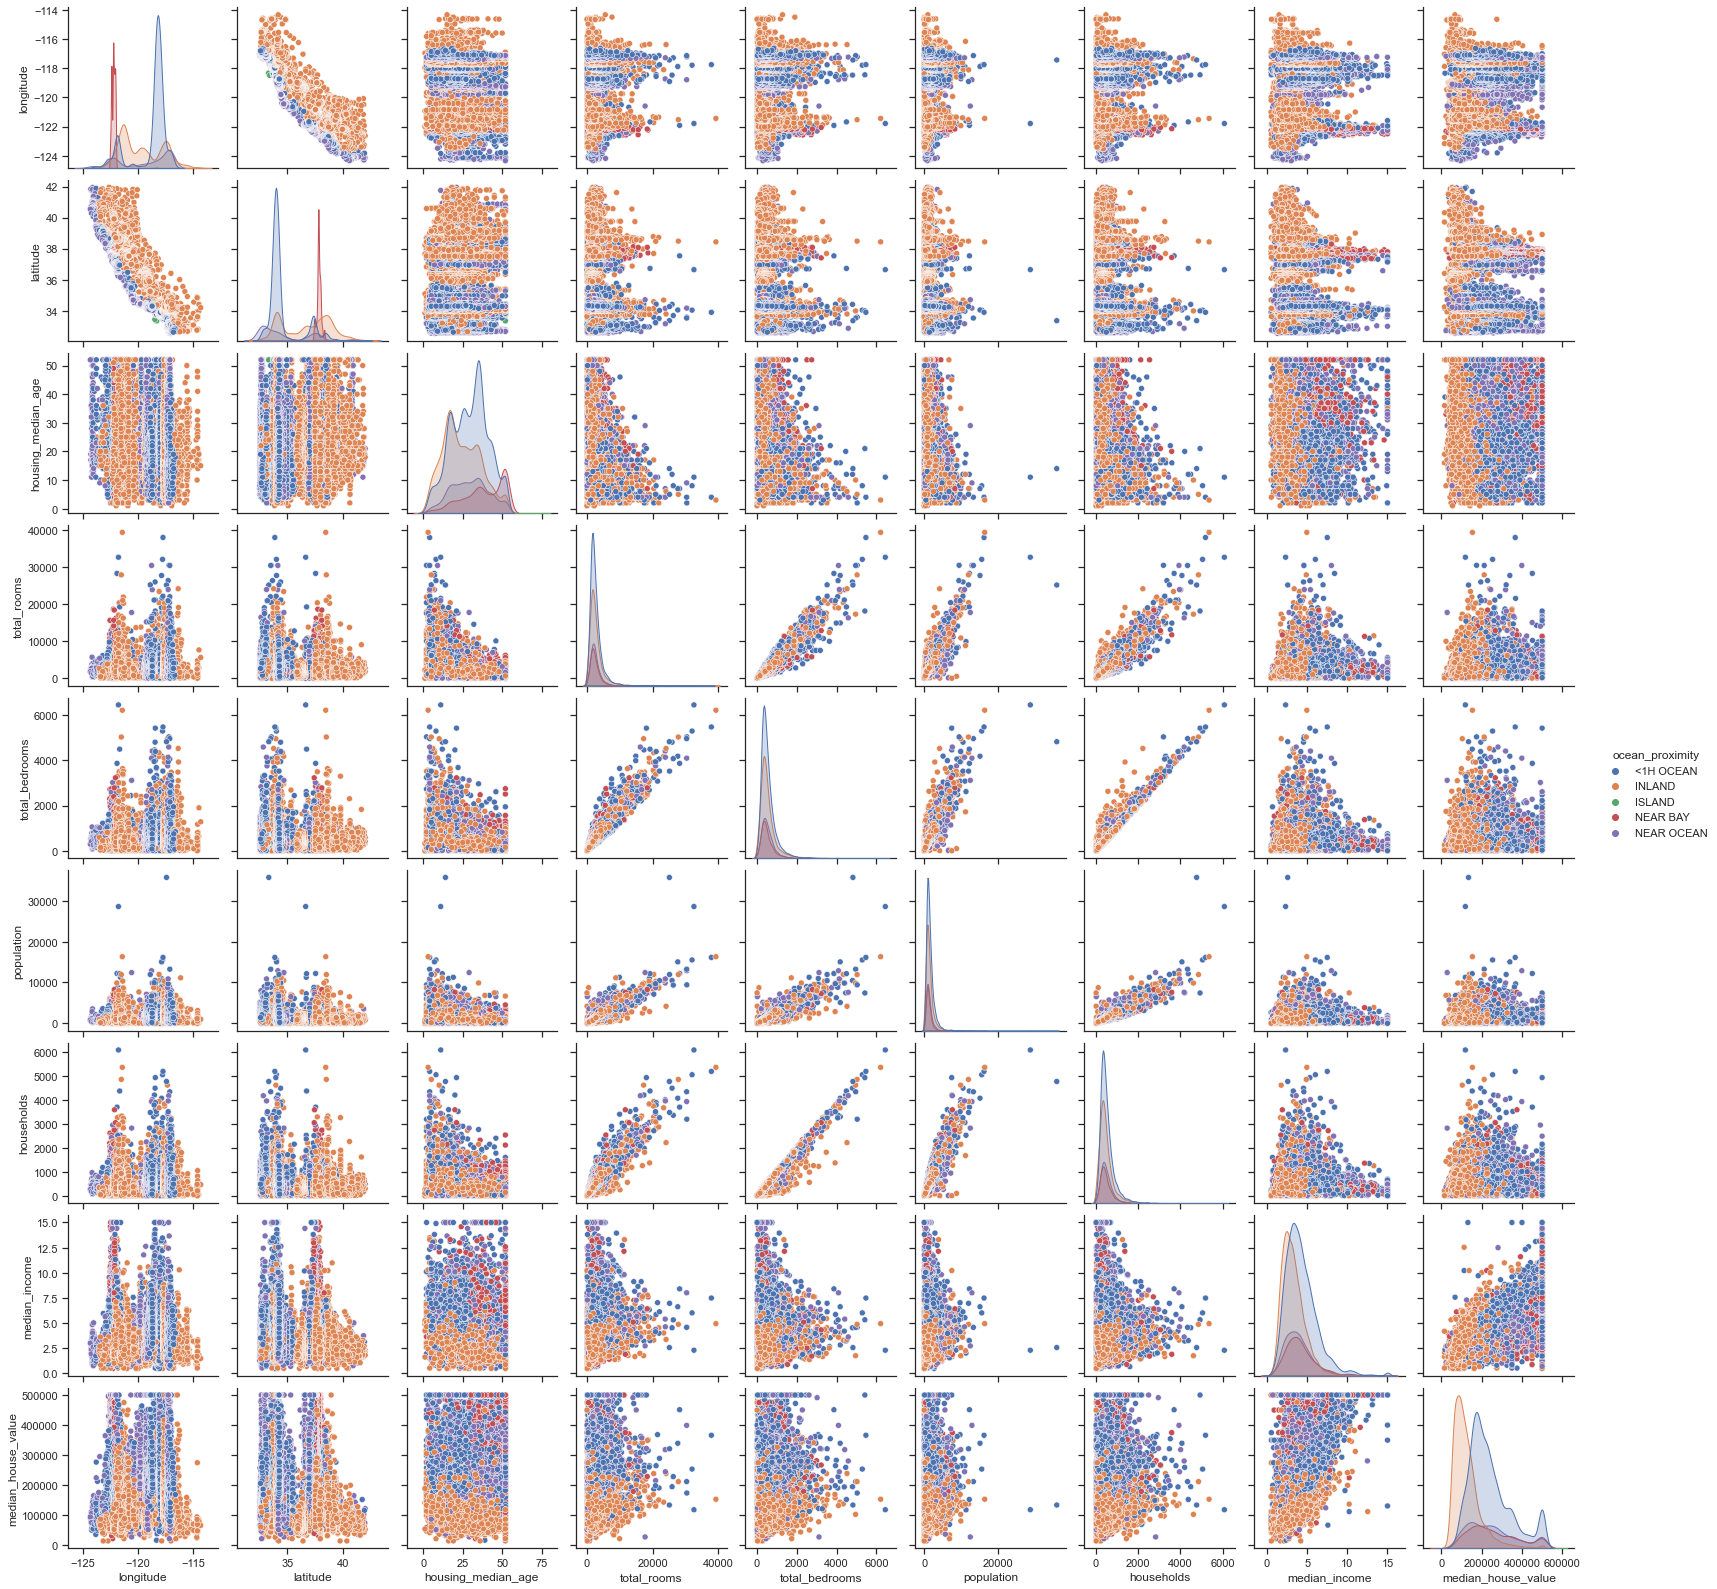 −114
−116
−118
−120
−122
−124
longitude
42
40
38
36
34
latitude
50
40
30
20
10
0
housing_median_age
40000
30000
20000
10000
0
total_rooms
6000
4000
2000
0
total_bedrooms
ocean_proximity
<1H OCEAN
INLAND
ISLAND
NEAR BAY
NEAR OCEAN
30000
20000
10000
0
population
6000
5000
4000
3000
2000
1000
0
households
15.0
12.5
10.0
7.5
5.0
2.5
0.0
median_income
500000
400000
300000
200000
100000
0
median_house_value
−125 −120 −115 35 40 0 25 50 75 0 20000 40000 0 2000 4000 6000 0 20000 0 2000 4000 6000 0 5 10 15 0 200000 400000 600000
longitude latitude housing_median_age total_rooms total_bedrooms population households median_income median_house_value